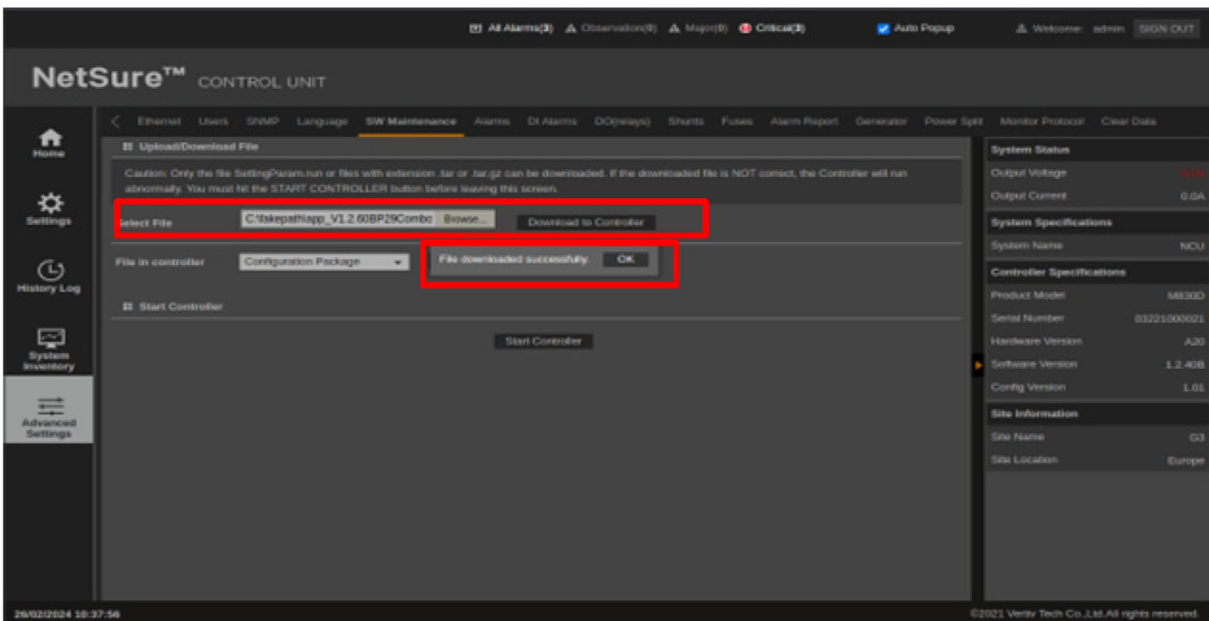 All Alarms(3) Observation(0) Major(0) Critical(3) Auto Popup Welcome: admin SIGN OUT
NetSure™ CONTROL UNIT
< Ethernet Users SNMP Language SW Maintenance Alarms DI Alarms DO(relays) Shunts Fuses Alarm Report Generator Power Split Monitor Protocol Clear Data
Home
Settings
History Log
System
Inventory
Advanced
Settings
Upload/Download File
Caution: Only the file SettingParam.run or files with extension .tar or .tar.gz can be downloaded. If the downloaded file is NOT correct, the Controller will run
abnormally. You must hit the START CONTROLLER button before leaving this screen.
Select File C:\fakepath\app_V1.2.60BP29Combo Browse... Download to Controller
File in controller Configuration Package File downloaded successfully. OK
Start Controller
Start Controller
System Status
Output Voltage
Output Current 0.0A
System Specifications
System Name NCU
Controller Specifications
Product Model M830D
Serial Number 03221000021
Hardware Version A20
Software Version 1.2.40B
Config Version 1.01
Site Information
Site Name G3
Site Location Europe
26/02/2024 10:37:56 ©2021 Vertiv Tech Co.,Ltd.All rights reserved.